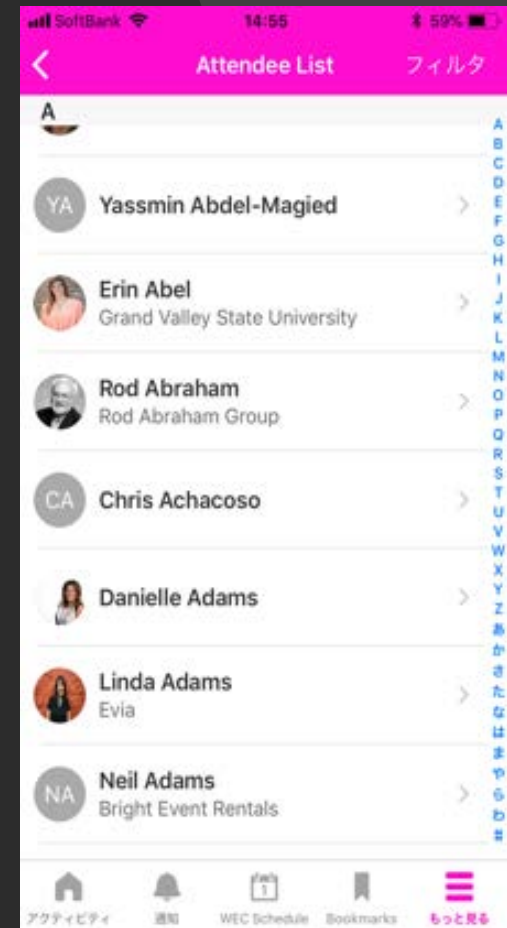 SoftBank 14:55 59%
Attendee List フィルタ
A
YA Yassmin Abdel-Magied
Erin Abel
Grand Valley State University
Rod Abraham
Rod Abraham Group
CA Chris Achacoso
Danielle Adams
Linda Adams
Evia
NA Neil Adams
Bright Event Rentals
A
B
C
D
E
F
G
H
I
J
K
L
M
N
O
P
Q
R
S
T
U
V
W
X
Y
Z
あ
か
さ
た
な
は
ま
や
ら
わ
#
1
アクティビティ 通知 WEC Schedule Bookmarks もっと見る